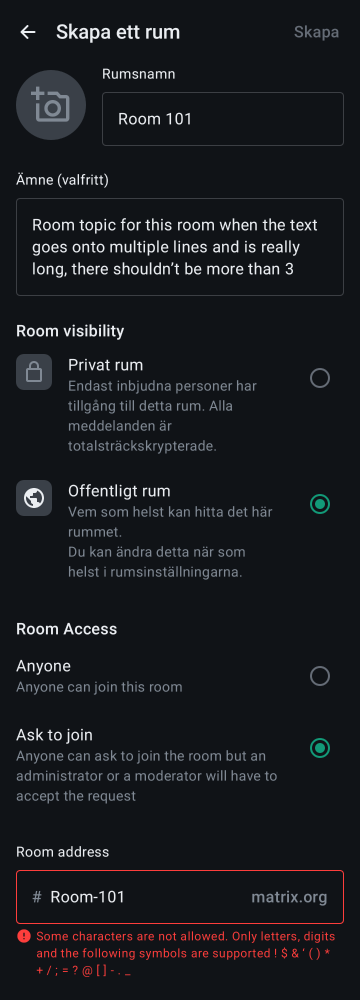 Skapa ett rum
Skapa
Rumsnamn
Room 101
Ämne (valfritt)
Room topic for this room when the text
goes onto multiple lines and is really
long, there shouldn’t be more than 3
Room visibility
Privat rum
Endast inbjudna personer har
tillgång till detta rum. Alla
meddelanden är
totalsträckskrypterade.
Offentligt rum
Vem som helst kan hitta det här
rummet.
Du kan ändra detta när som
helst i rumsinställningarna.
Room Access
Anyone
Anyone can join this room
Ask to join
Anyone can ask to join the room but an
administrator or a moderator will have to
accept the request
Room address
# Room-101 matrix.org
Some characters are not allowed. Only letters, digits
and the following symbols are supported ! $ & ‘ ( ) *
+ / ; = ? @ [ ] - . _